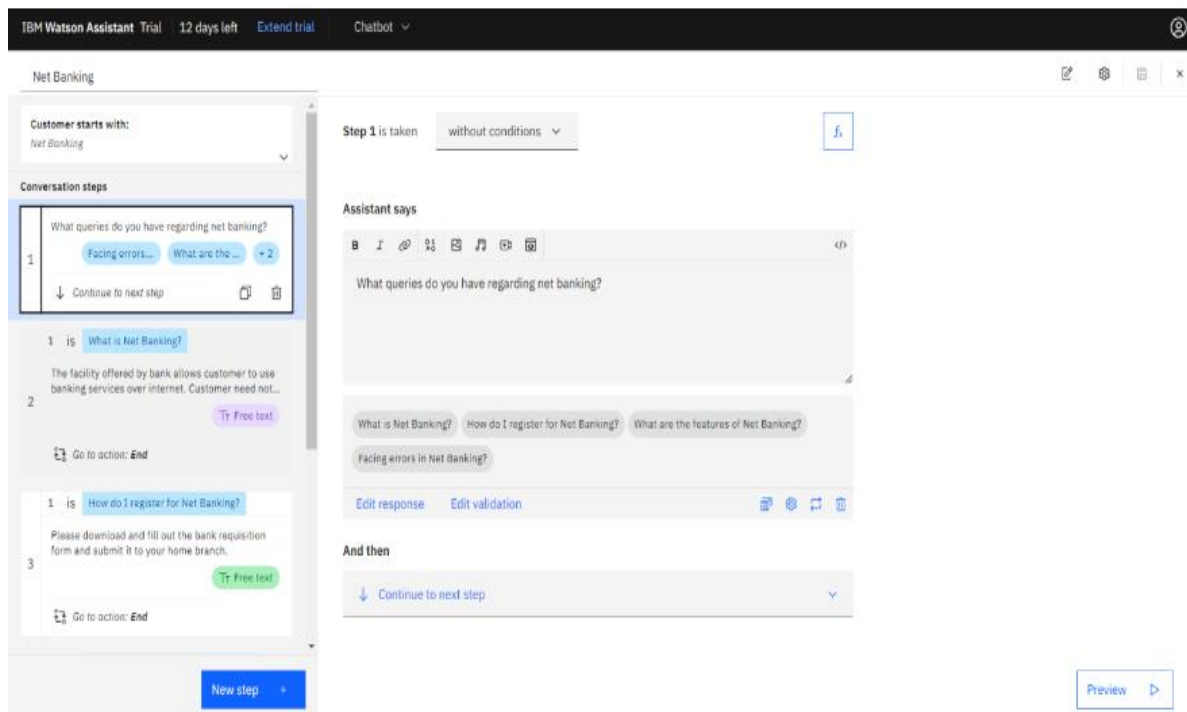 IBM Watson Assistant Trial 12 days left Extend trial Chatbot
Net Banking
Customer starts with:
Net Banking
Conversation steps
1
What queries do you have regarding net banking?
Facing errors... What are the ... + 2
Continue to next step
2
1 is What is Net Banking?
The facility offered by bank allows customer to use
banking services over internet. Customer need not...
Tт Free text
Go to action: End
3
1 is How do I register for Net Banking?
Please download and fill out the bank requisition
form and submit it to your home branch.
Tт Free text
Go to action: End
New step +
Step 1 is taken without conditions
fx
Assistant says
B I </>
What queries do you have regarding net banking?
What is Net Banking? How do I register for Net Banking? What are the features of Net Banking?
Facing errors in Net Banking?
Edit response Edit validation
And then
Continue to next step
Preview